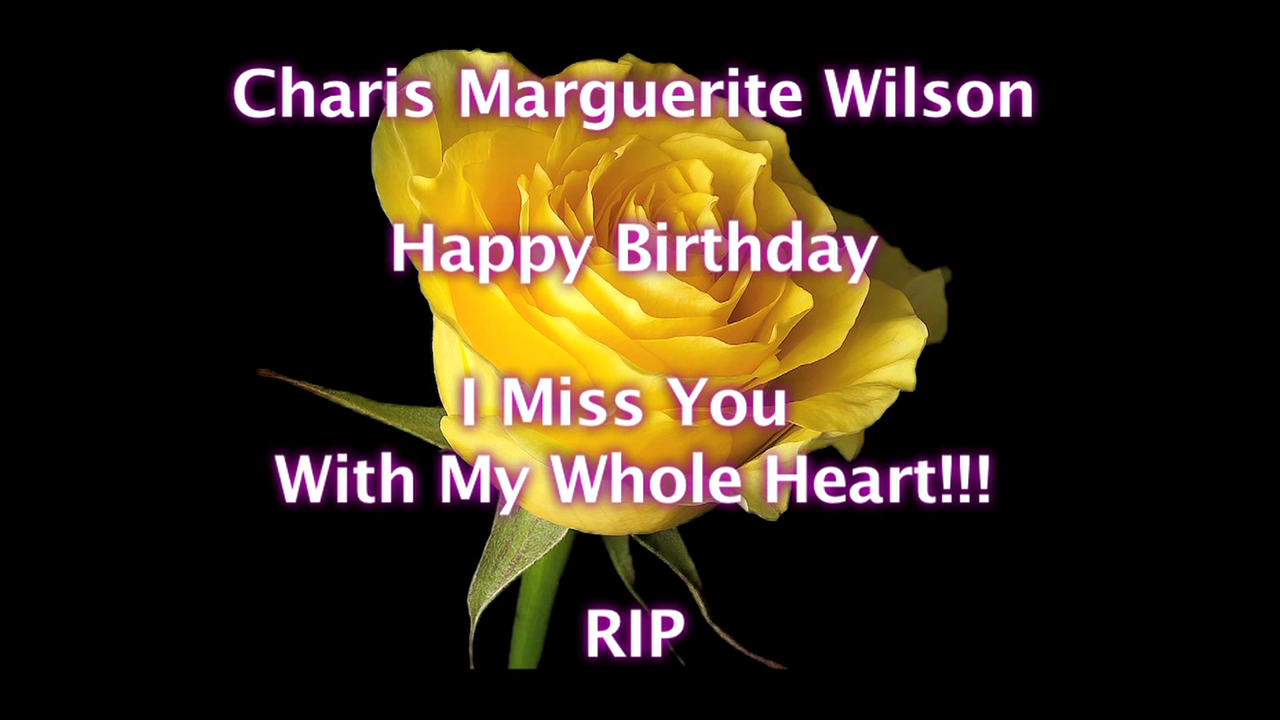 Charis Marguerite Wilson
Happy Birthday
I Miss You
With My Whole Heart!!!
RIP